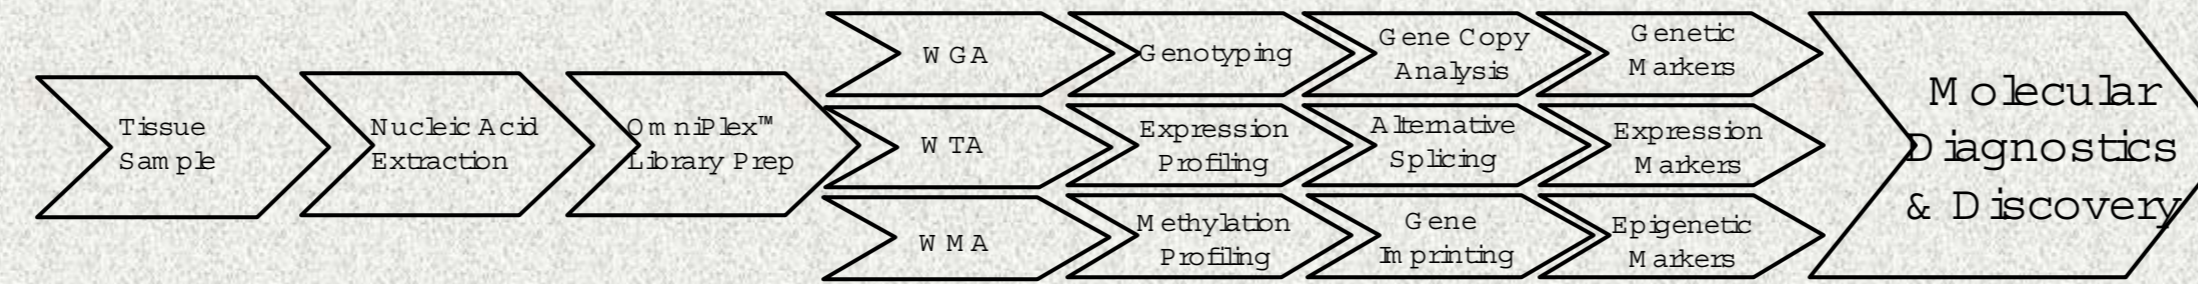 Tissue
Sample
Nucleic Acid
Extraction
OmniPlex™
Library Prep
WGA
Genotyping
Gene Copy
Analysis
Genetic
Markers
WTA
Expression
Profiling
Alternative
Splicing
Expression
Markers
WMA
Methylation
Profiling
Gene
Imprinting
Epigenetic
Markers
Molecular
Diagnostics
& Discovery